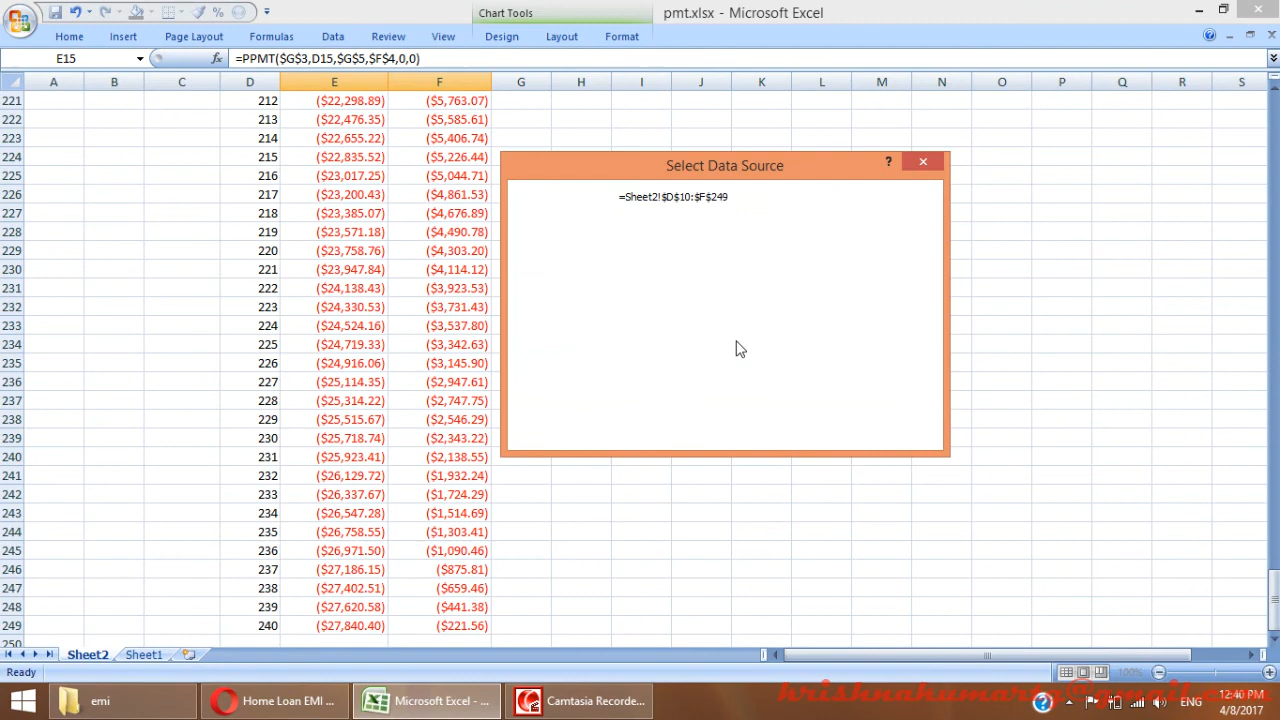 Chart Tools
pmt.xlsx - Microsoft Excel
Home Insert Page Layout Formulas Data Review View Design Layout Format
E15 fx =PPMT($G$3,D15,$G$5,$F$4,0,0)
A B C D E F G H I J K L M N O P Q R S
221 212 ($22,298.89) ($5,763.07)
222 213 ($22,476.35) ($5,585.61)
223 214 ($22,655.22) ($5,406.74)
224 215 ($22,835.52) ($5,226.44)
225 216 ($23,017.25) ($5,044.71)
226 217 ($23,200.43) ($4,861.53)
227 218 ($23,385.07) ($4,676.89)
228 219 ($23,571.18) ($4,490.78)
229 220 ($23,758.76) ($4,303.20)
230 221 ($23,947.84) ($4,114.12)
231 222 ($24,138.43) ($3,923.53)
232 223 ($24,330.53) ($3,731.43)
233 224 ($24,524.16) ($3,537.80)
234 225 ($24,719.33) ($3,342.63)
235 226 ($24,916.06) ($3,145.90)
236 227 ($25,114.35) ($2,947.61)
237 228 ($25,314.22) ($2,747.75)
238 229 ($25,515.67) ($2,546.29)
239 230 ($25,718.74) ($2,343.22)
240 231 ($25,923.41) ($2,138.55)
241 232 ($26,129.72) ($1,932.24)
242 233 ($26,337.67) ($1,724.29)
243 234 ($26,547.28) ($1,514.69)
244 235 ($26,758.55) ($1,303.41)
245 236 ($26,971.50) ($1,090.46)
246 237 ($27,186.15) ($875.81)
247 238 ($27,402.51) ($659.46)
248 239 ($27,620.58) ($441.38)
249 240 ($27,840.40) ($221.56)
250
Select Data Source ?
=Sheet2!$D$10:$F$249
Sheet2 Sheet1
Ready 100%
emi Home Loan EMI ... Microsoft Excel - ... Camtasia Recorde... ENG 12:40 PM
4/8/2017